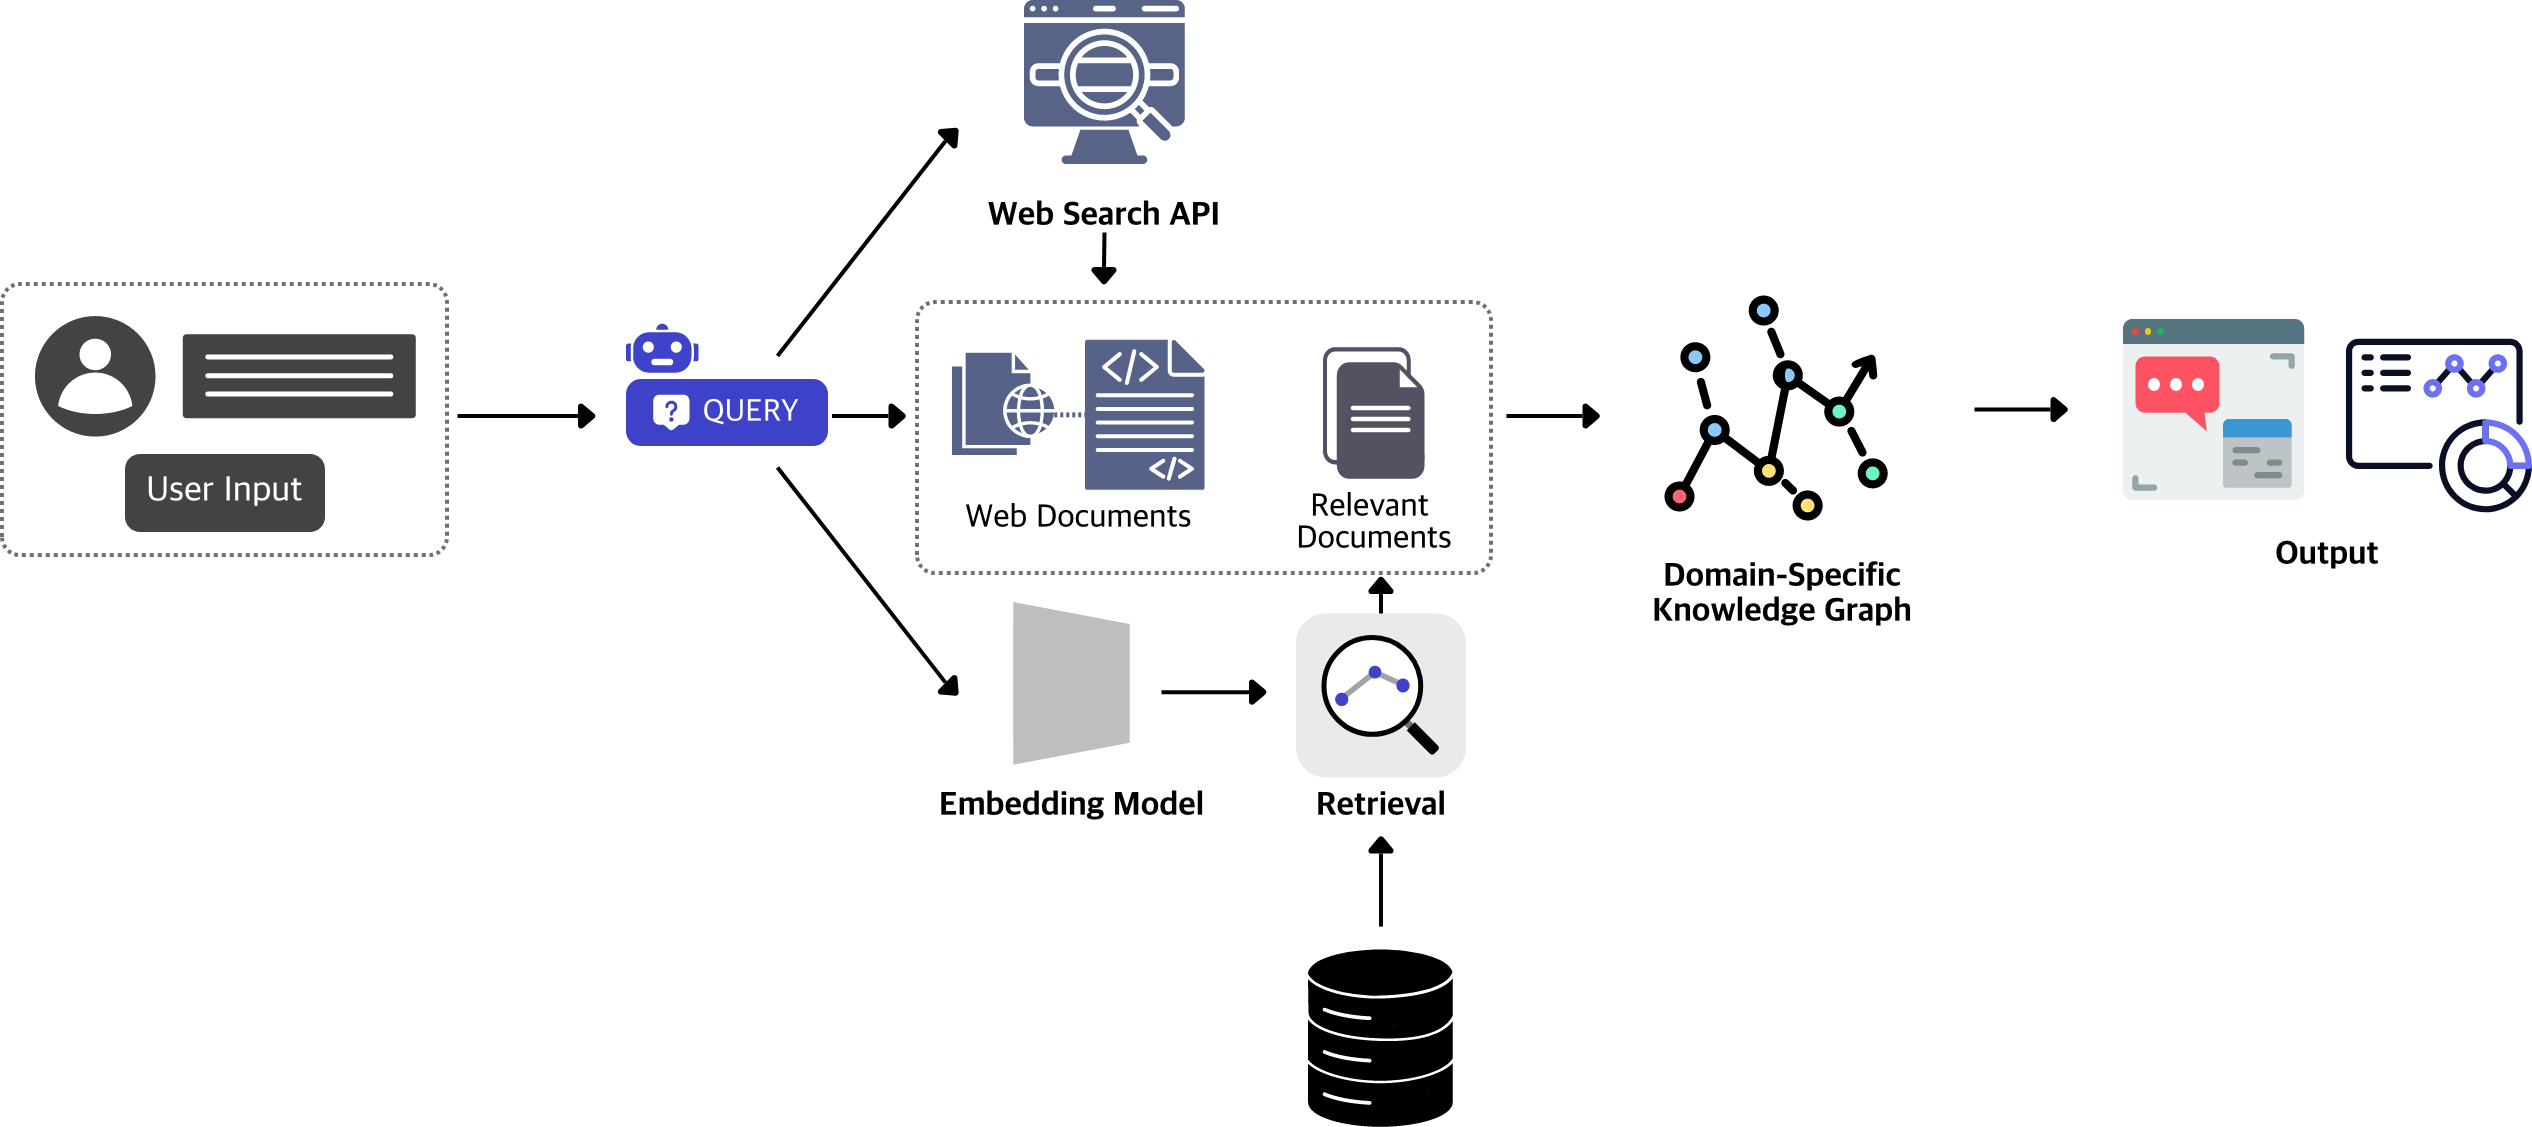 Web Search API
User Input
? QUERY
</>
</>
Web Documents
Relevant
Documents
Domain-Specific
Knowledge Graph
Output
Embedding Model
Retrieval